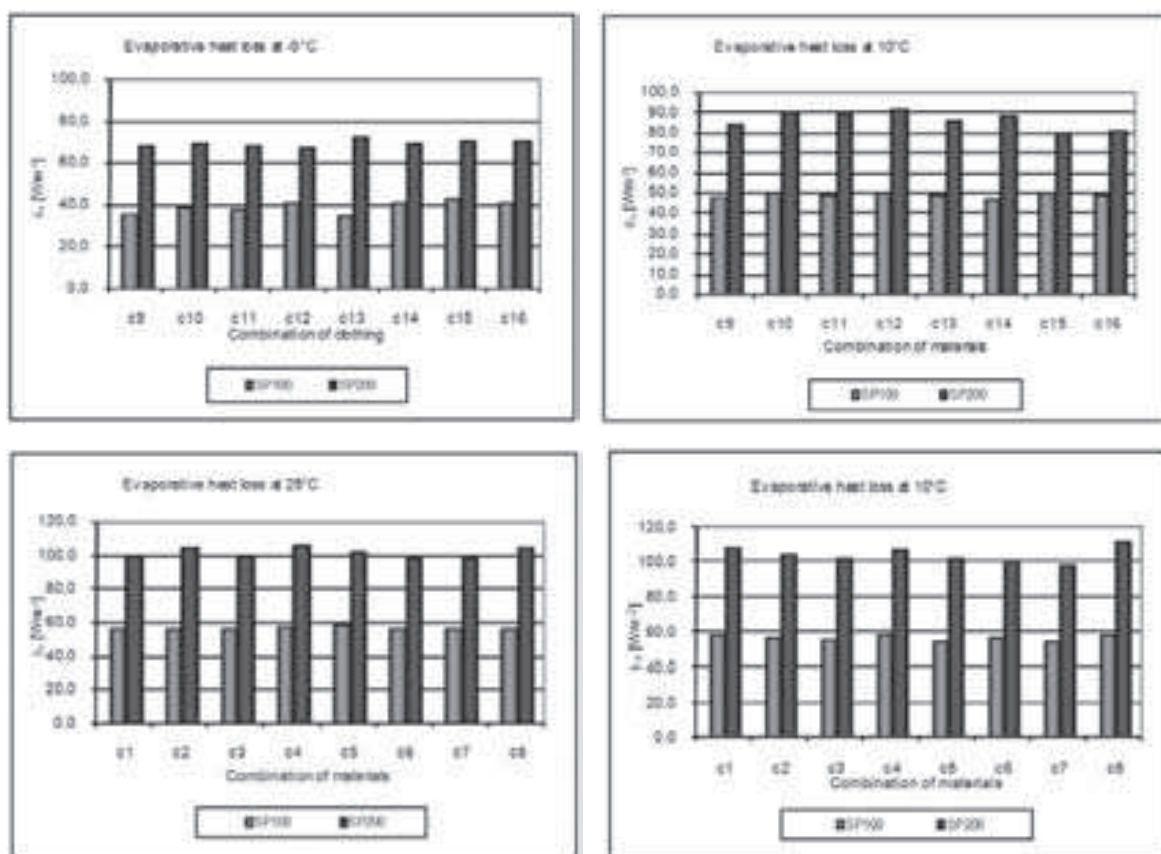 Evaporative heat loss at -0°C
100.0
80.0
60.0
40.0
20.0
0.0
c9 c10 c11 c12 c13 c14 c15 c16
Combination of clothing
SP100 SP200
Evaporative heat loss at 10°C
100.0
90.0
80.0
70.0
60.0
50.0
40.0
30.0
20.0
10.0
0.0
c9 c10 c11 c12 c13 c14 c15 c16
Combination of materials
SP100 SP200
Evaporative heat loss at 25°C
120.0
100.0
80.0
60.0
40.0
20.0
0.0
c1 c2 c3 c4 c5 c6 c7 c8
Combination of materials
SP100 SP200
Evaporative heat loss at 10°C
120.0
100.0
80.0
60.0
40.0
20.0
0.0
c1 c2 c3 c4 c5 c6 c7 c8
Combination of materials
SP100 SP200